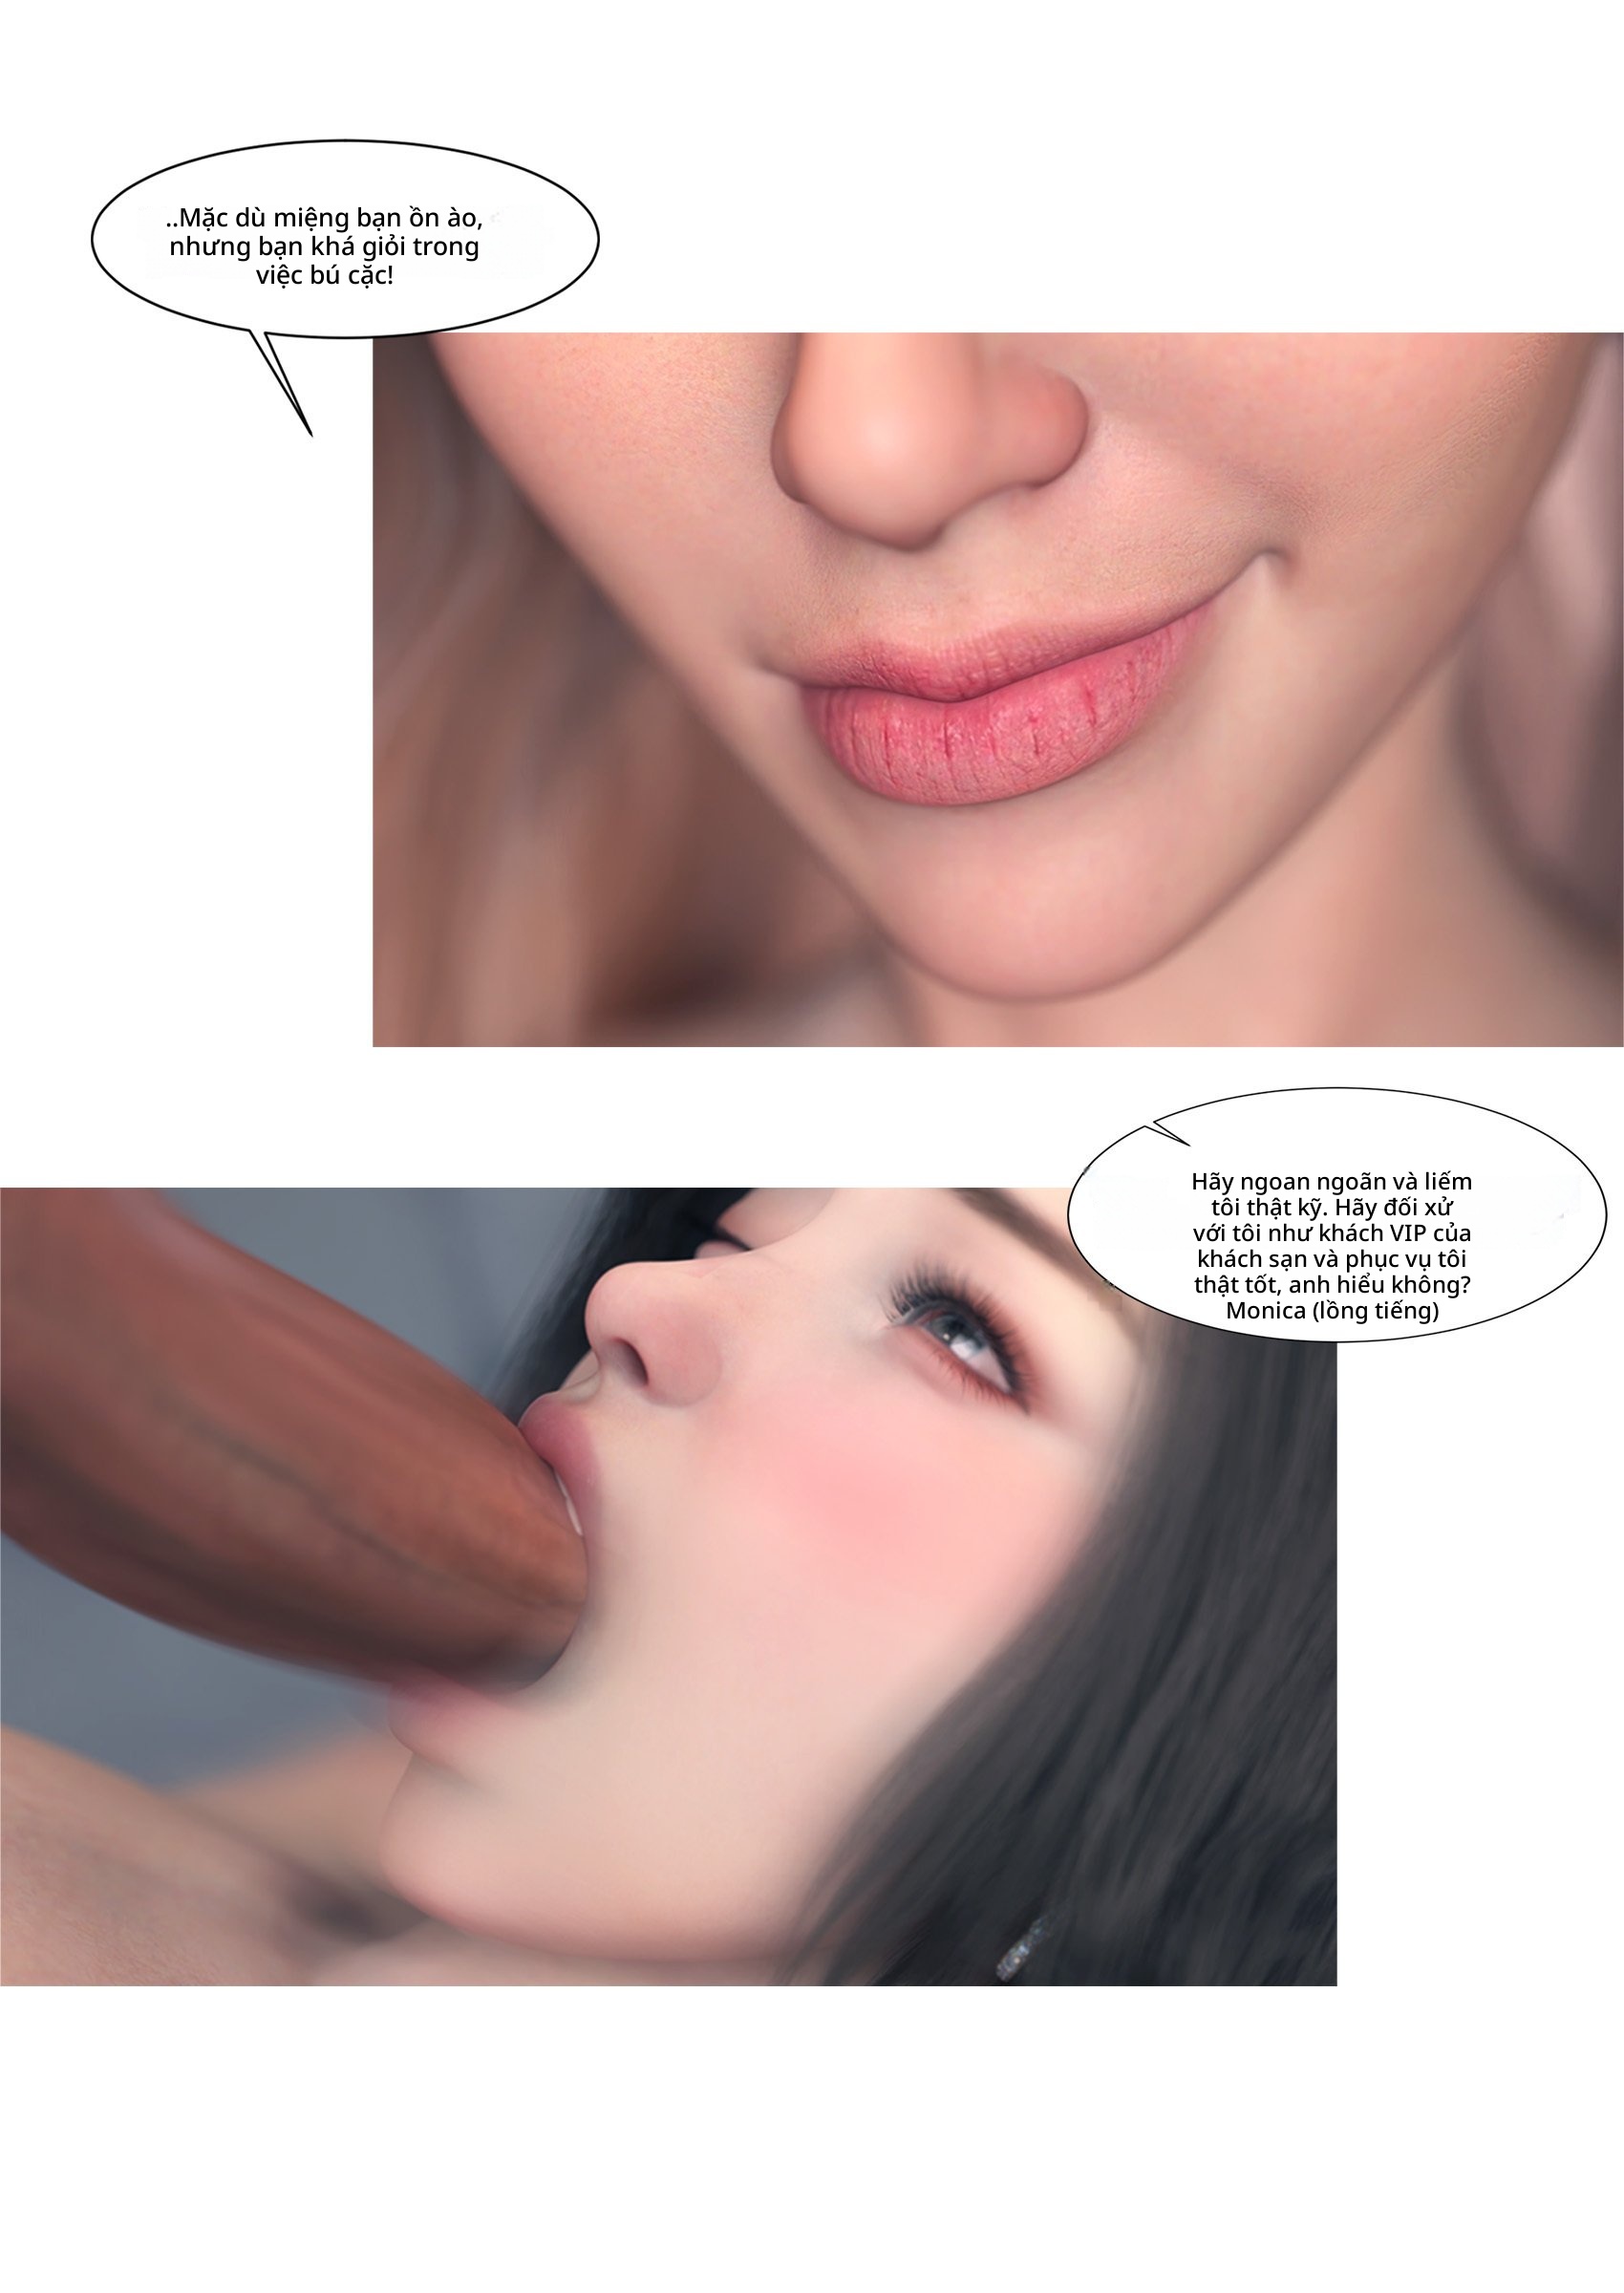 ..Mặc dù miệng bạn ồn ào,
nhưng bạn khá giỏi trong
việc bú cặc!
Hãy ngoan ngoãn và liếm
tôi thật kỹ. Hãy đối xử
với tôi như khách VIP của
khách sạn và phục vụ tôi
thật tốt, anh hiểu không?
Monica (lồng tiếng)